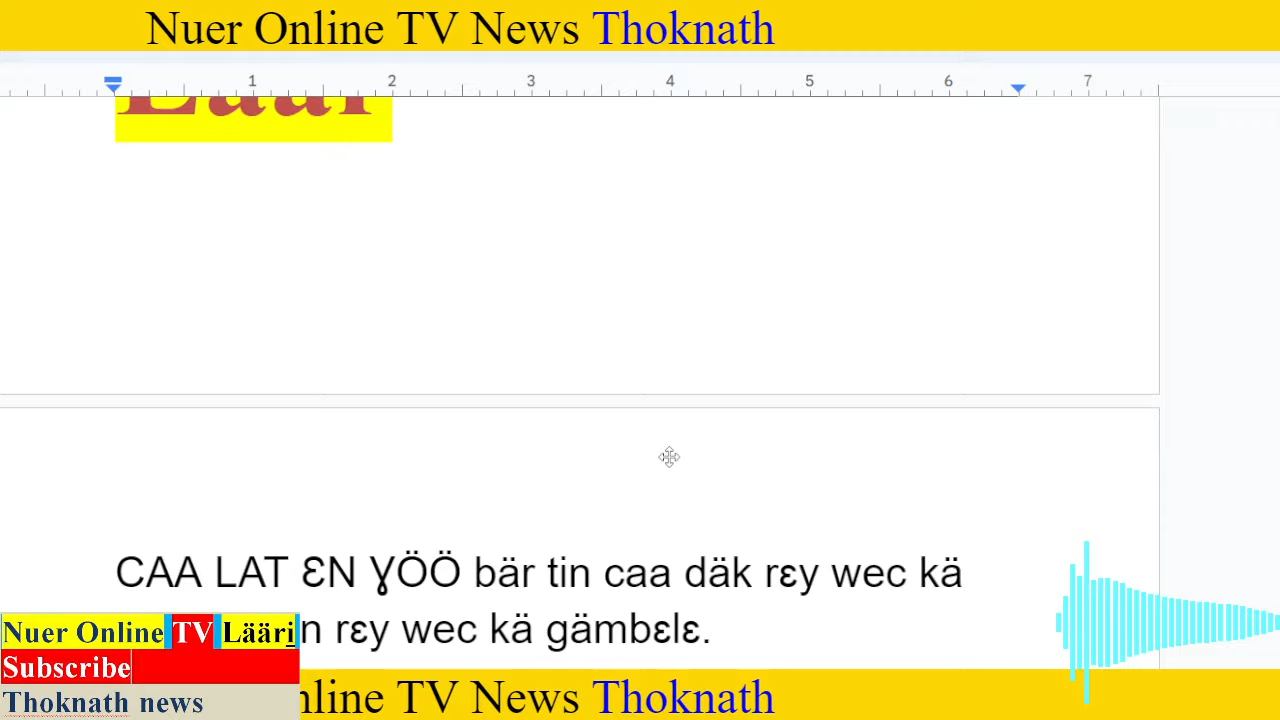 Nuer Online TV News Thoknath
1 2 3 4 5 6 7
Läär
CAA LAT ƐN ƔÖÖ bär tin caa däk rɛy wec kä
n rɛy wec kä gämbɛlɛ.
Nuer Online TV Lääri
Subscribe
Thoknath news
nline TV News Thoknath